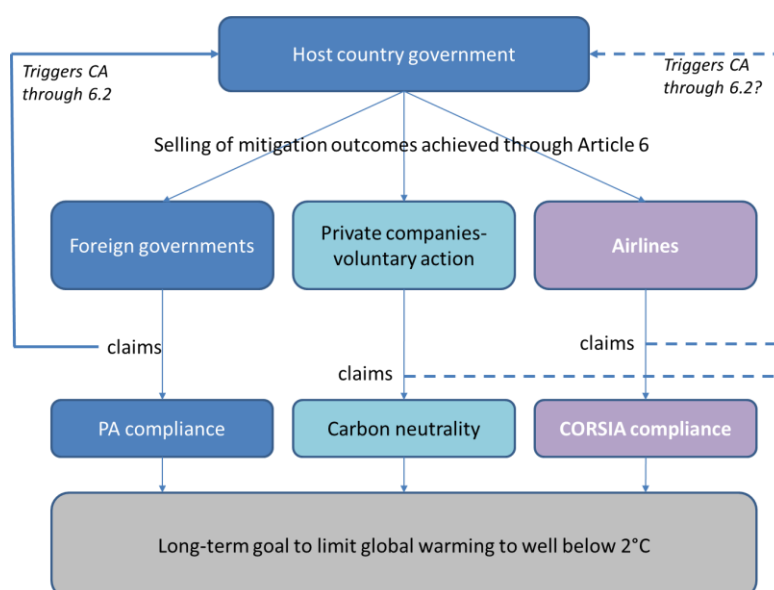 Host country government
Triggers CA
through 6.2
Triggers CA
through 6.2?
Selling of mitigation outcomes achieved through Article 6
Foreign governments
Private companies-
voluntary action
Airlines
claims
claims
claims
PA compliance
Carbon neutrality
CORSIA compliance
Long-term goal to limit global warming to well below 2°C